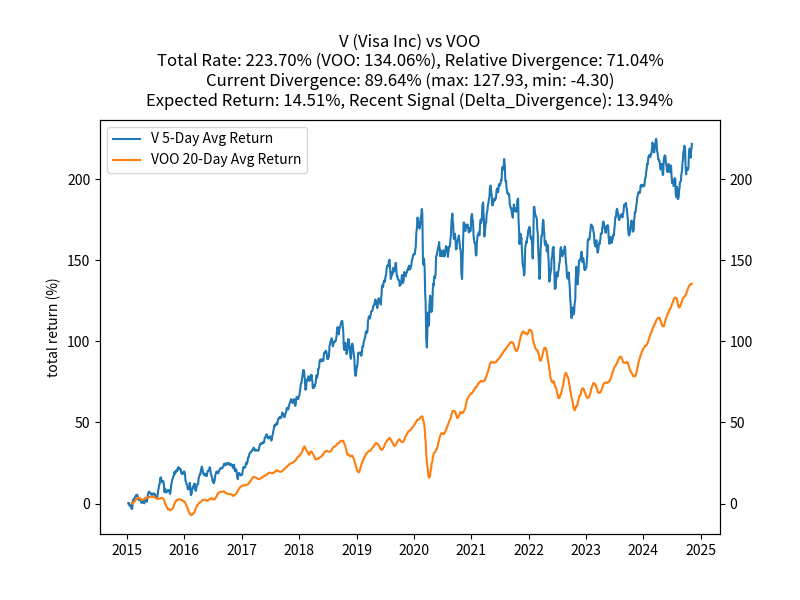 V (Visa Inc) vs VOO
Total Rate: 223.70% (VOO: 134.06%), Relative Divergence: 71.04%
Current Divergence: 89.64% (max: 127.93, min: -4.30)
Expected Return: 14.51%, Recent Signal (Delta_Divergence): 13.94%
V 5-Day Avg Return
VOO 20-Day Avg Return
total return (%)
200
150
100
50
0
200
150
100
50
0
2015 2016 2017 2018 2019 2020 2021 2022 2023 2024 2025